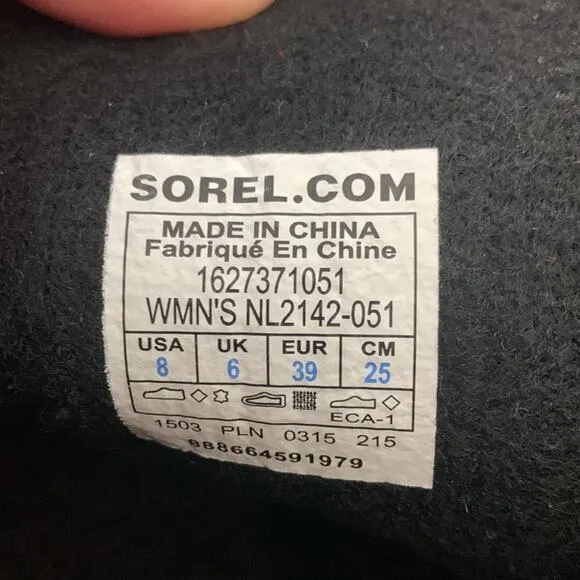 SOREL.COM
MADE IN CHINA
Fabriqué En Chine
1627371051
WMN'S NL2142-051
USA UK EUR CM
8 6 39 25
ECA-1
1503 PLN 0315 215
888664591979